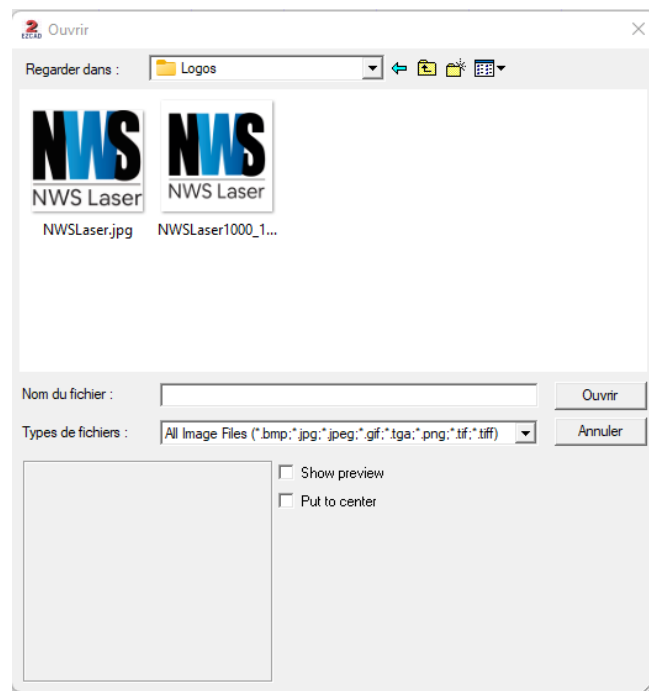 2
EZCAD
Ouvrir
Regarder dans :
Logos
NWS
NWS Laser
NWS
NWS Laser
NWSLaser.jpg
NWSLaser1000_1...
Nom du fichier :
Ouvrir
Types de fichiers :
All Image Files (*.bmp;*.jpg;*.jpeg;*.gif;*.tga;*.png;*.tif;*.tiff)
Annuler
Show preview
Put to center